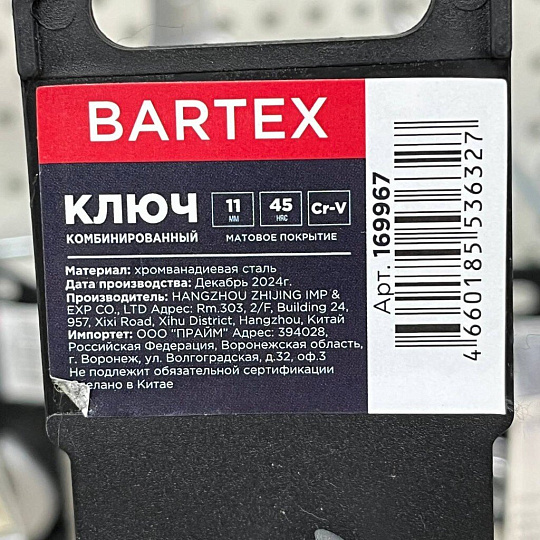 BARTEX
КЛЮЧ
КОМБИНИРОВАННЫЙ
11 ММ
45 HRC
Cr-V
МАТОВОЕ ПОКРЫТИЕ
Материал: хромванадиевая сталь
Дата производства: Декабрь 2024г.
Производитель: HANGZHOU ZHIJING IMP &
EXP CO., LTD Адрес: Rm.303, 2/F, Building 24,
957, Xixi Road, Xihu District, Hangzhou, Китай
Импортет: ООО "ПРАЙМ" Адрес: 394028,
Российская Федерация, Воронежская область,
г. Воронеж, ул. Волгоградская, д.32, оф.3
Не подлежит обязательной сертификации
Сделано в Китае
Арт. 169967
4 660185 536327